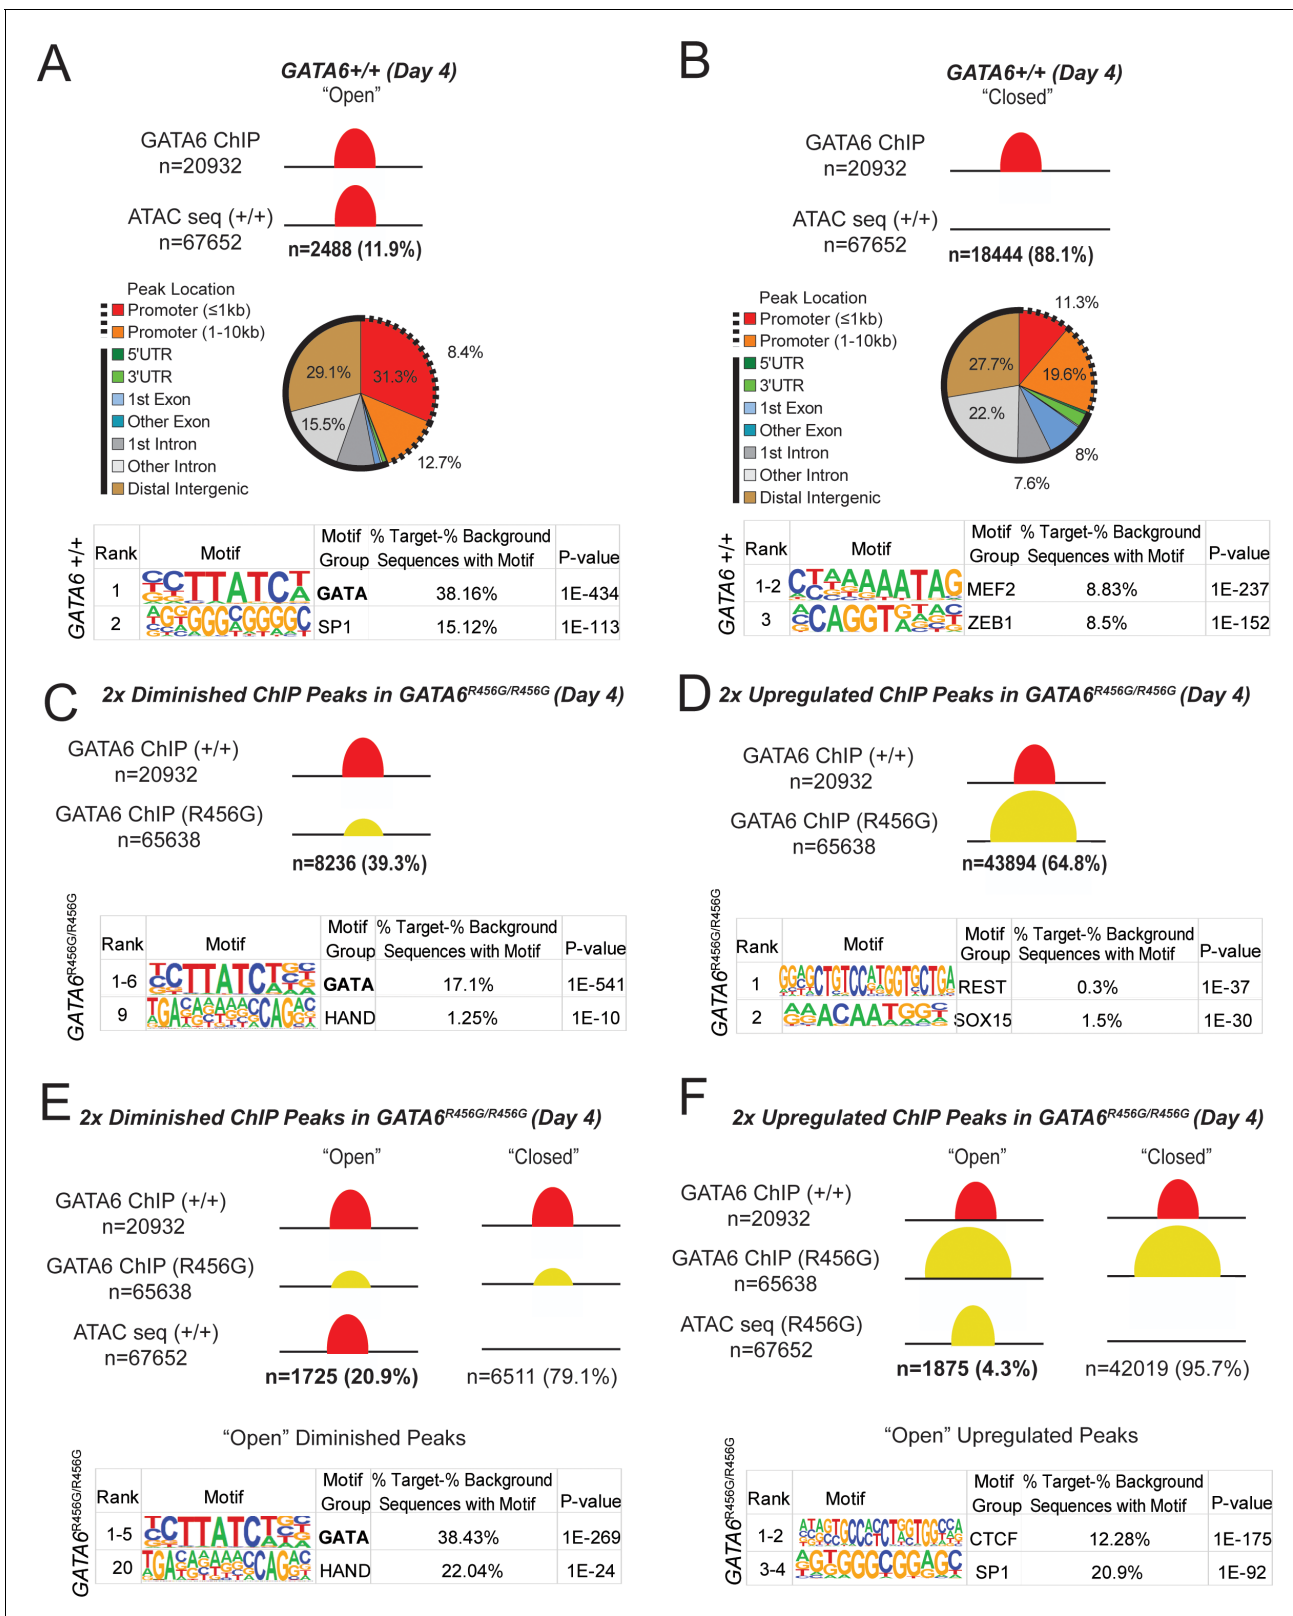 A
GATA6+/+ (Day 4)
“Open”
GATA6 ChIP
n=20932
ATAC seq (+/+)
n=67652
n=2488 (11.9%)
Peak Location
Promoter (≤1kb)
Promoter (1-10kb)
5'UTR
3'UTR
1st Exon
Other Exon
1st Intron
Other Intron
Distal Intergenic
8.4%
31.3%
29.1%
15.5%
12.7%
GATA6 +/+
Rank Motif Motif Group % Target-% Background Sequences with Motif P-value
1 GATA 38.16% 1E-434
2 SP1 15.12% 1E-113
B
GATA6+/+ (Day 4)
“Closed”
GATA6 ChIP
n=20932
ATAC seq (+/+)
n=67652
n=18444 (88.1%)
Peak Location
Promoter (≤1kb)
Promoter (1-10kb)
5'UTR
3'UTR
1st Exon
Other Exon
1st Intron
Other Intron
Distal Intergenic
11.3%
27.7%
19.6%
22.%
8%
7.6%
GATA6 +/+
Rank Motif Motif Group % Target-% Background Sequences with Motif P-value
1-2 MEF2 8.83% 1E-237
3 ZEB1 8.5% 1E-152
C
2x Diminished ChIP Peaks in GATA6R456G/R456G (Day 4)
GATA6 ChIP (+/+)
n=20932
GATA6 ChIP (R456G)
n=65638
n=8236 (39.3%)
GATA6R456G/R456G
Rank Motif Motif Group % Target-% Background Sequences with Motif P-value
1-6 GATA 17.1% 1E-541
9 HAND 1.25% 1E-10
D
2x Upregulated ChIP Peaks in GATA6R456G/R456G (Day 4)
GATA6 ChIP (+/+)
n=20932
GATA6 ChIP (R456G)
n=65638
n=43894 (64.8%)
GATA6R456G/R456G
Rank Motif Motif Group % Target-% Background Sequences with Motif P-value
1 REST 0.3% 1E-37
2 SOX15 1.5% 1E-30
E
2x Diminished ChIP Peaks in GATA6R456G/R456G (Day 4)
“Open” “Closed”
GATA6 ChIP (+/+)
n=20932
GATA6 ChIP (R456G)
n=65638
ATAC seq (+/+)
n=67652
n=1725 (20.9%) n=6511 (79.1%)
“Open” Diminished Peaks
GATA6R456G/R456G
Rank Motif Motif Group % Target-% Background Sequences with Motif P-value
1-5 GATA 38.43% 1E-269
20 HAND 22.04% 1E-24
F
2x Upregulated ChIP Peaks in GATA6R456G/R456G (Day 4)
“Open” “Closed”
GATA6 ChIP (+/+)
n=20932
GATA6 ChIP (R456G)
n=65638
ATAC seq (R456G)
n=67652
n=1875 (4.3%) n=42019 (95.7%)
“Open” Upregulated Peaks
GATA6R456G/R456G
Rank Motif Motif Group % Target-% Background Sequences with Motif P-value
1-2 CTCF 12.28% 1E-175
3-4 SP1 20.9% 1E-92